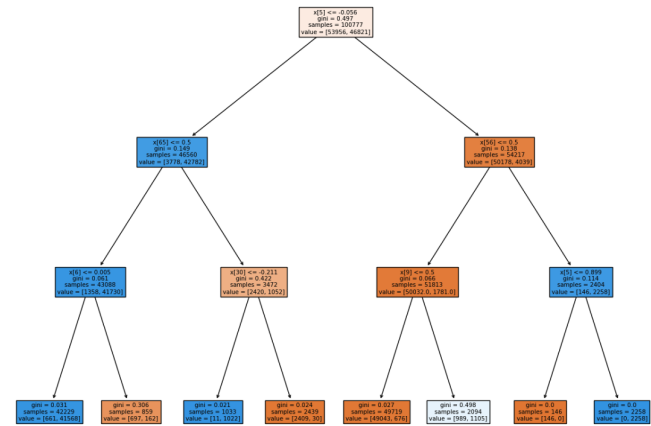 x[5] <= -0.056
gini = 0.497
samples = 100777
value = [53956, 46821]
x[65] <= 0.5
gini = 0.149
samples = 46560
value = [3778, 42782]
x[56] <= 0.5
gini = 0.138
samples = 54217
value = [50178, 4039]
x[6] <= 0.005
gini = 0.061
samples = 43088
value = [1358, 41730]
x[30] <= -0.211
gini = 0.422
samples = 3472
value = [2420, 1052]
x[9] <= 0.5
gini = 0.066
samples = 51813
value = [50032.0, 1781.0]
x[5] <= 0.899
gini = 0.114
samples = 2404
value = [146, 2258]
gini = 0.031
samples = 42229
value = [661, 41568]
gini = 0.306
samples = 859
value = [697, 162]
gini = 0.021
samples = 1033
value = [11, 1022]
gini = 0.024
samples = 2439
value = [2409, 30]
gini = 0.027
samples = 49719
value = [49043, 676]
gini = 0.498
samples = 2094
value = [989, 1105]
gini = 0.0
samples = 146
value = [146, 0]
gini = 0.0
samples = 2258
value = [0, 2258]